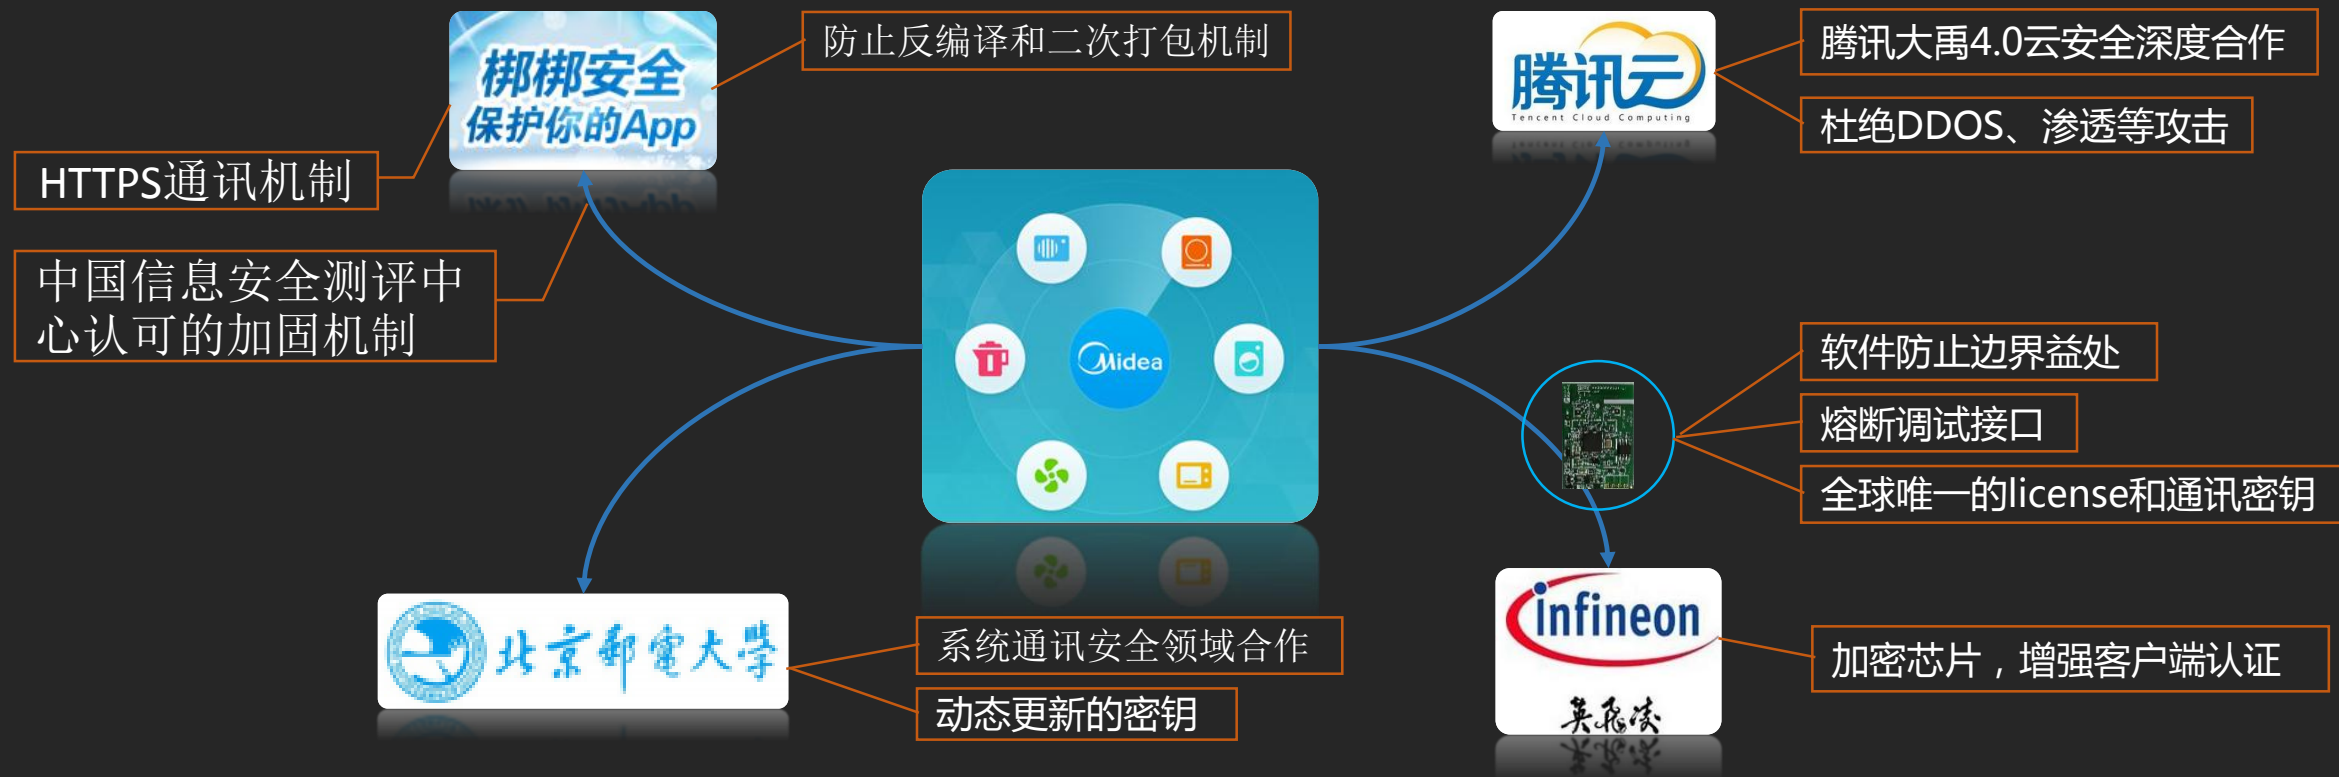 梆梆安全
保护你的App
防止反编译和二次打包机制
HTTPS通讯机制
中国信息安全测评中
心认可的加固机制
腾讯云
Tencent Cloud Computing
腾讯大禹4.0云安全深度合作
杜绝DDOS、渗透等攻击
Midea
软件防止边界益处
熔断调试接口
全球唯一的license和通讯密钥
北京邮电大学
系统通讯安全领域合作
动态更新的密钥
infineon
英飞凌
加密芯片，增强客户端认证